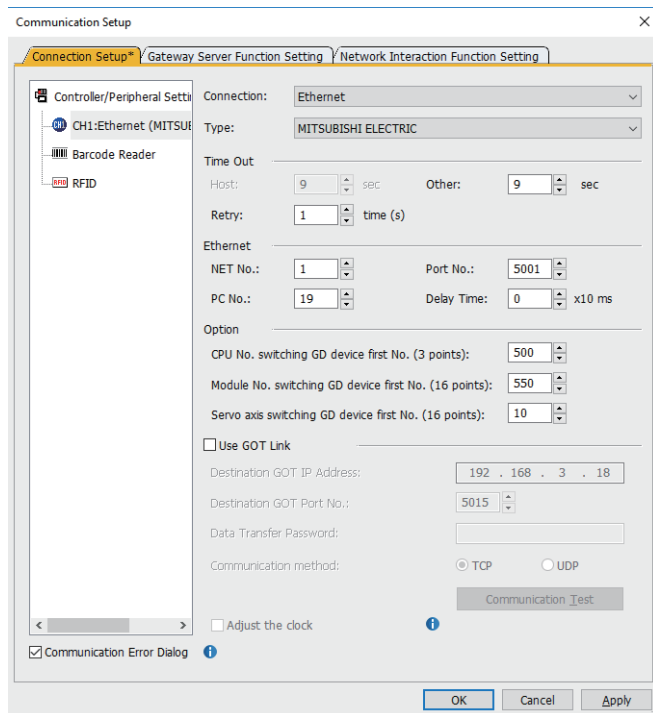 Communication Setup
Connection Setup* Gateway Server Function Setting Network Interaction Function Setting
Controller/Peripheral Setti
CH1:Ethernet (MITSUE
Barcode Reader
RFID
Connection: Ethernet
Type: MITSUBISHI ELECTRIC
Time Out
Host: 9 sec Other: 9 sec
Retry: 1 time (s)
Ethernet
NET No.: 1 Port No.: 5001
PC No.: 19 Delay Time: 0 x10 ms
Option
CPU No. switching GD device first No. (3 points): 500
Module No. switching GD device first No. (16 points): 550
Servo axis switching GD device first No. (16 points): 10
Use GOT Link
Destination GOT IP Address: 192 . 168 . 3 . 18
Destination GOT Port No.: 5015
Data Transfer Password:
Communication method: TCP UDP
Communication Test
Adjust the clock
Communication Error Dialog
OK Cancel Apply